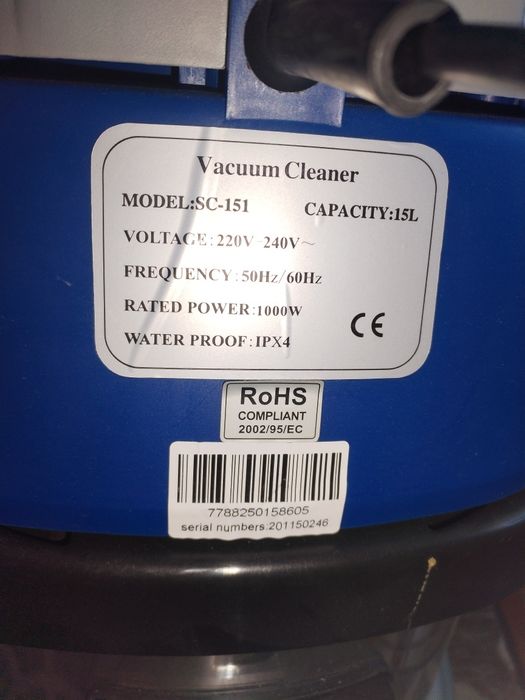 Vacuum Cleaner
MODEL:SC-151 CAPACITY:15L
VOLTAGE:220V-240V~
FREQUENCY:50Hz/60Hz
RATED POWER:1000W
WATER PROOF:IPX4 CE
RoHS
COMPLIANT
2002/95/EC
7788250158605
serial numbers:201150246